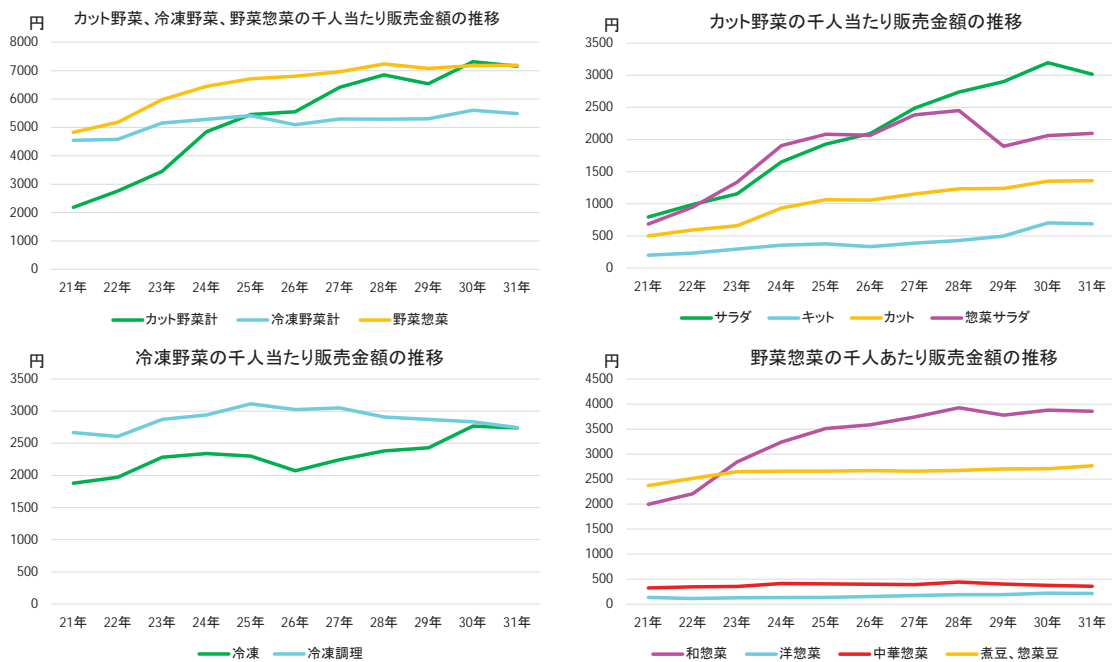 カット野菜、冷凍野菜、野菜惣菜の千人当たり販売金額の推移
円
8000
7000
6000
5000
4000
3000
2000
1000
0
21年 22年 23年 24年 25年 26年 27年 28年 29年 30年 31年
カット野菜計 冷凍野菜計 野菜惣菜
カット野菜の千人当たり販売金額の推移
円
3500
3000
2500
2000
1500
1000
500
0
21年 22年 23年 24年 25年 26年 27年 28年 29年 30年 31年
サラダ キット カット 惣菜サラダ
冷凍野菜の千人当たり販売金額の推移
円
3500
3000
2500
2000
1500
1000
500
0
21年 22年 23年 24年 25年 26年 27年 28年 29年 30年 31年
冷凍 冷凍調理
野菜惣菜の千人あたり販売金額の推移
円
4500
4000
3500
3000
2500
2000
1500
1000
500
0
21年 22年 23年 24年 25年 26年 27年 28年 29年 30年 31年
和惣菜 洋惣菜 中華惣菜 煮豆、惣菜豆